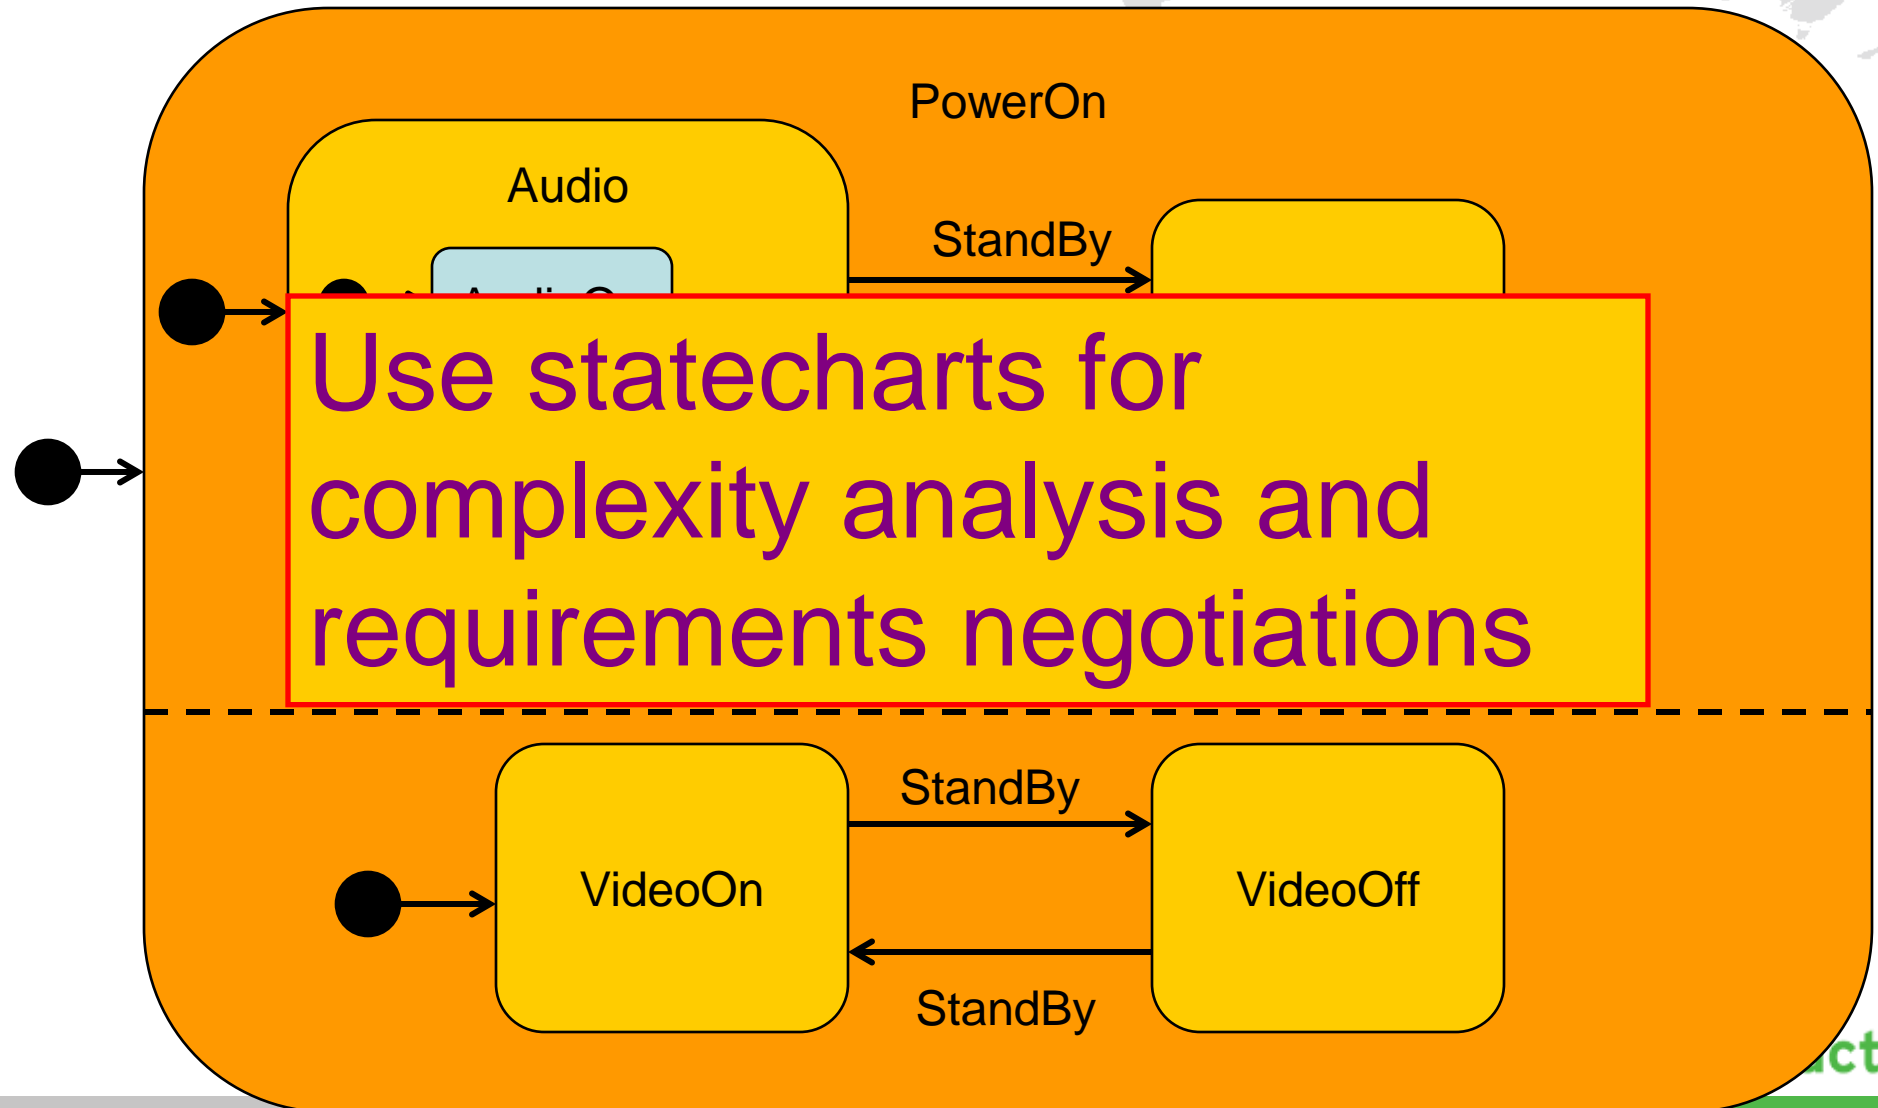 PowerOn
Audio
StandBy
Use statecharts for
complexity analysis and
requirements negotiations
StandBy
VideoOn
VideoOff
StandBy